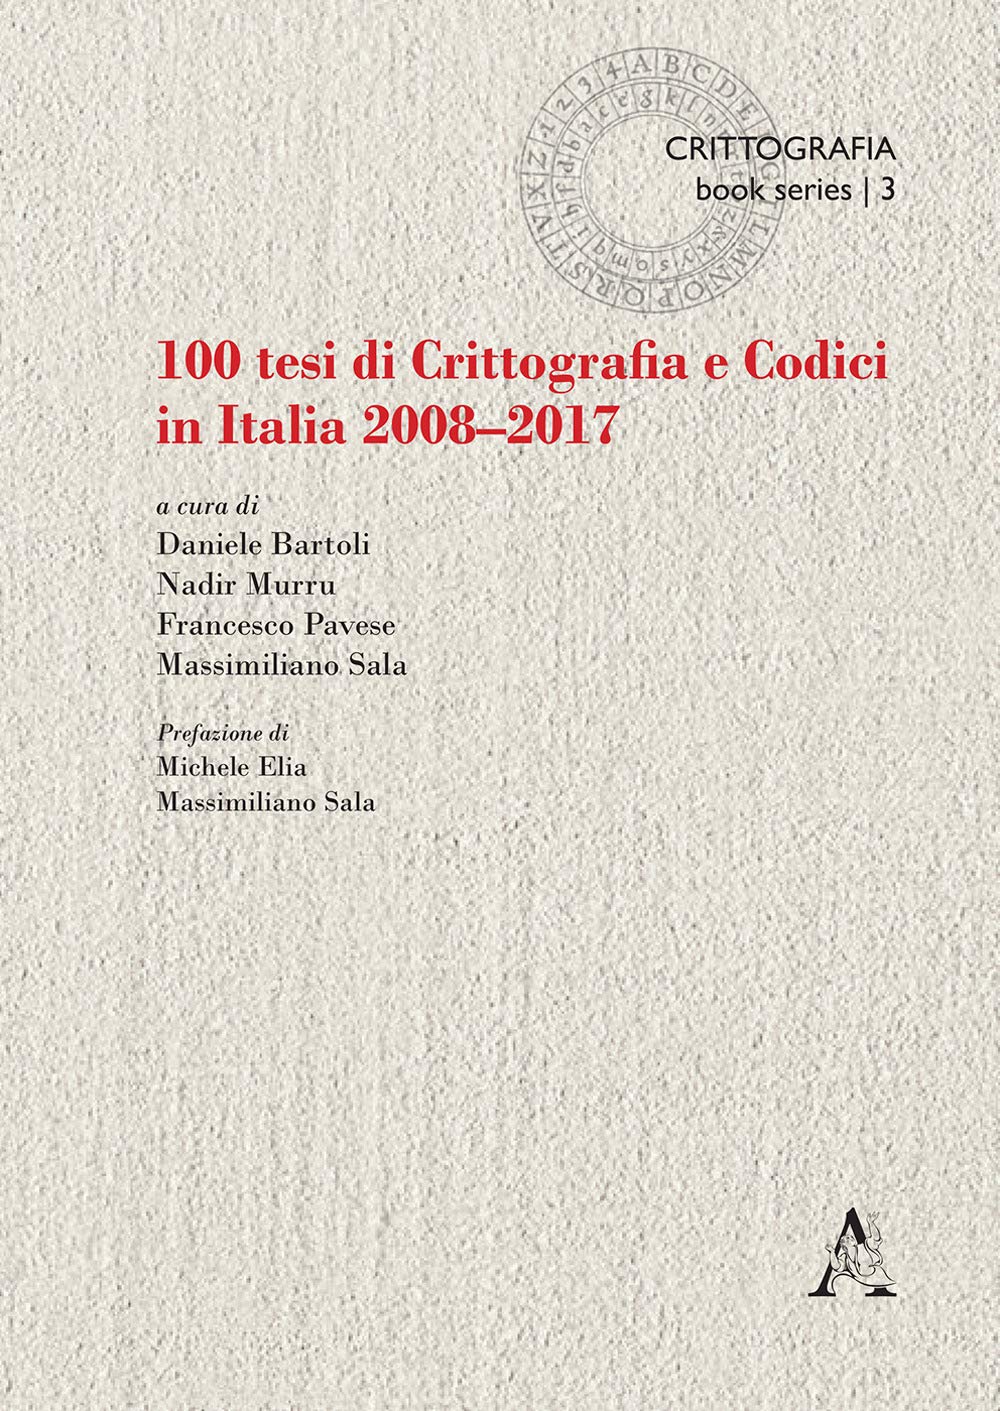 CRITTOGRAFIA
book series | 3
100 tesi di Crittografia e Codici
in Italia 2008–2017
a cura di
Daniele Bartoli
Nadir Murru
Francesco Pavese
Massimiliano Sala
Prefazione di
Michele Elia
Massimiliano Sala